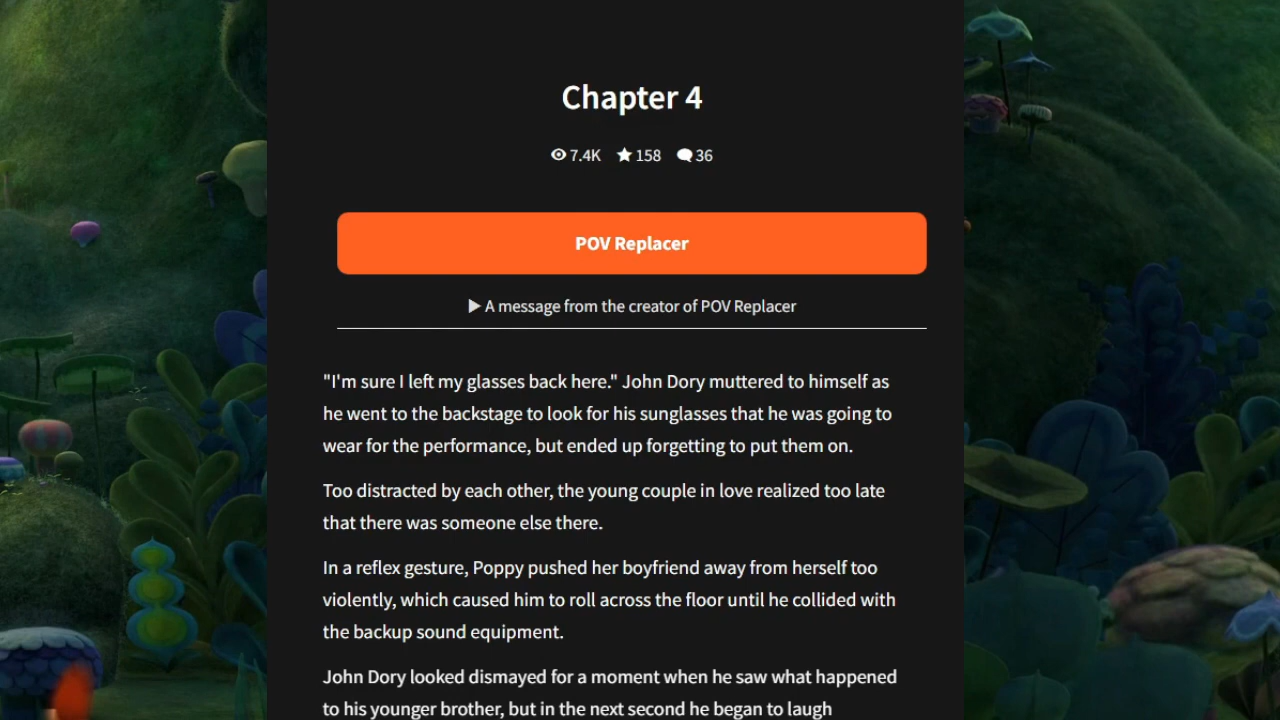 Chapter 4
7.4K 158 36
POV Replacer
▶ A message from the creator of POV Replacer
"I'm sure I left my glasses back here." John Dory muttered to himself as
he went to the backstage to look for his sunglasses that he was going to
wear for the performance, but ended up forgetting to put them on.
Too distracted by each other, the young couple in love realized too late
that there was someone else there.
In a reflex gesture, Poppy pushed her boyfriend away from herself too
violently, which caused him to roll across the floor until he collided with
the backup sound equipment.
John Dory looked dismayed for a moment when he saw what happened
to his younger brother, but in the next second he began to laugh